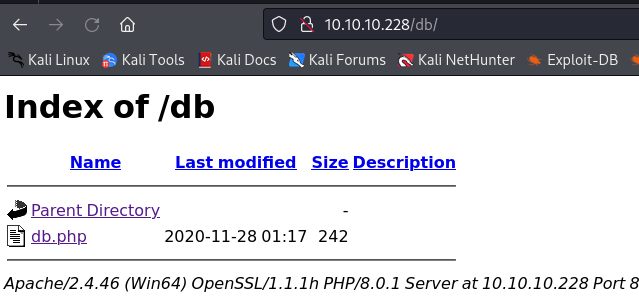 10.10.10.228/db/
Kali Linux Kali Tools Kali Docs Kali Forums Kali NetHunter Exploit-DB
Index of /db
Name Last modified Size Description
Parent Directory -
db.php 2020-11-28 01:17 242
Apache/2.4.46 (Win64) OpenSSL/1.1.1h PHP/8.0.1 Server at 10.10.10.228 Port 8